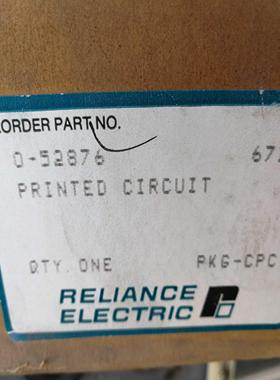 ORDER PART NO.
0-52876 67
PRINTED CIRCUIT
QTY. ONE PKG-CPC
RELIANCE
ELECTRIC